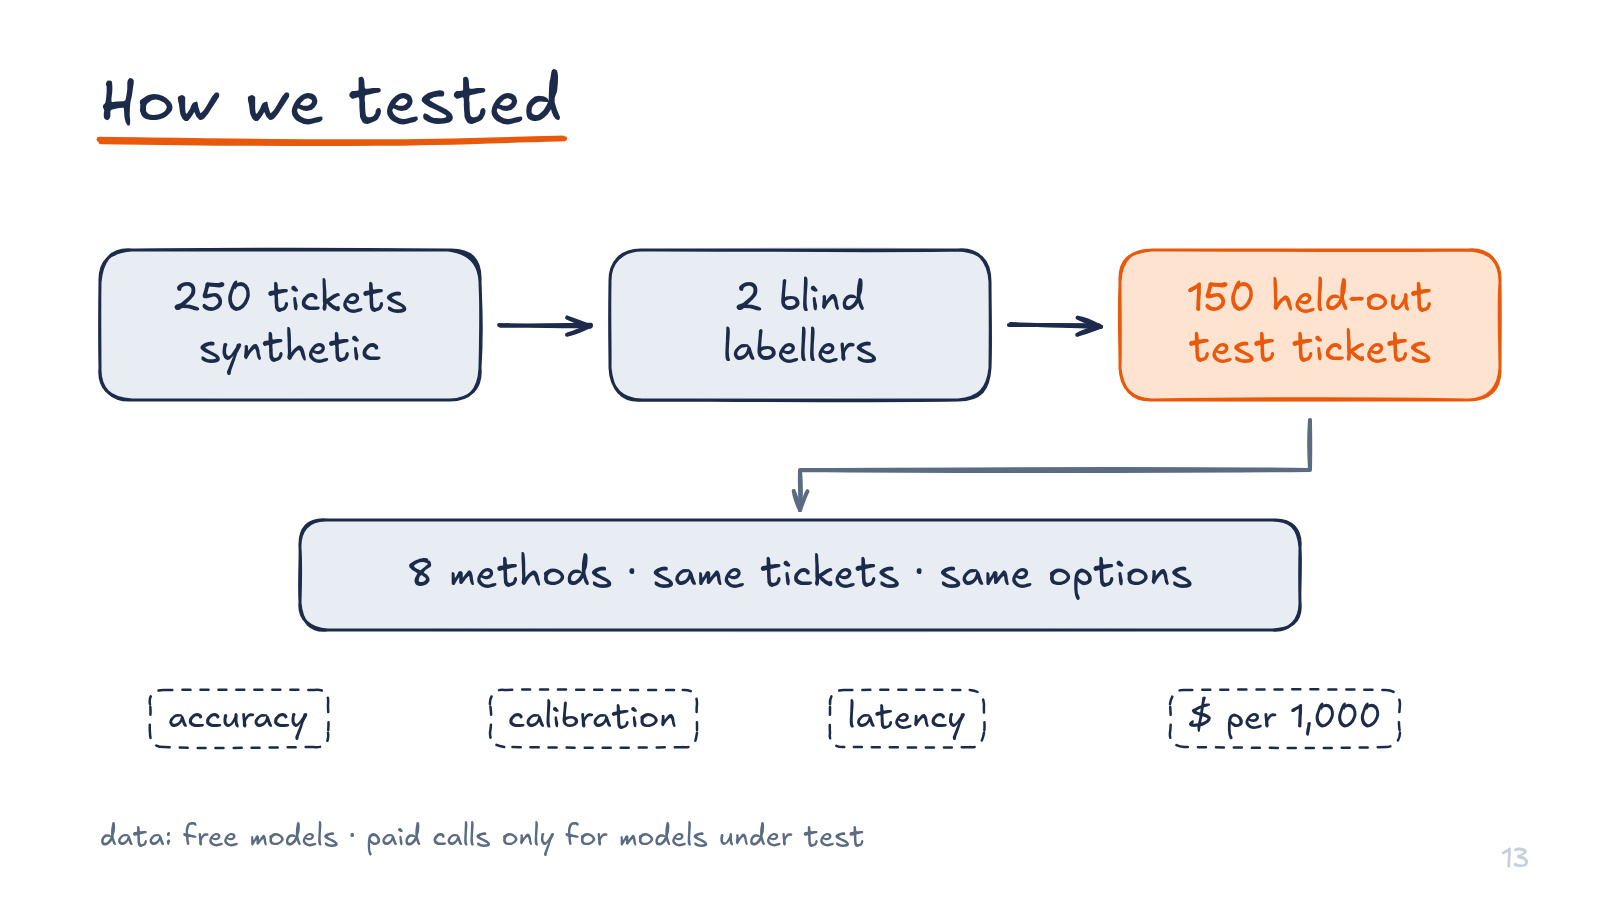 How we tested
250 tickets
synthetic
2 blind
labellers
150 held-out
test tickets
8 methods · same tickets · same options
accuracy
calibration
latency
$ per 1,000
data: free models · paid calls only for models under test
13